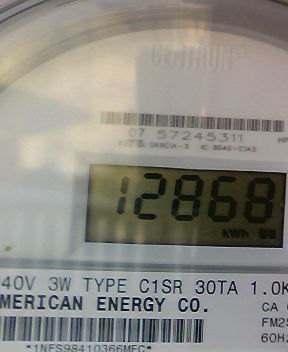 CENTRON®
07 57245311
12868
kWh
40V 3W TYPE C1SR 30TA 1.0K
MERICAN ENERGY CO.
CA
FM2S
60HZ
*1NFS98410366MFC*